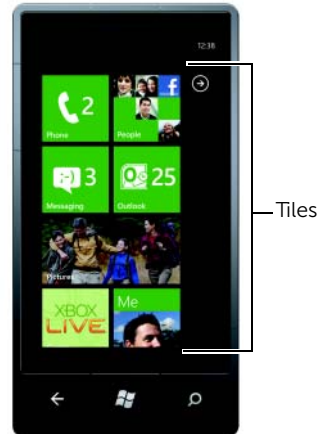 12:38
2
Phone
f
People
:-) 3
Messaging
O 25
Outlook
Pictures
XBOX
LIVE
Me
Tiles